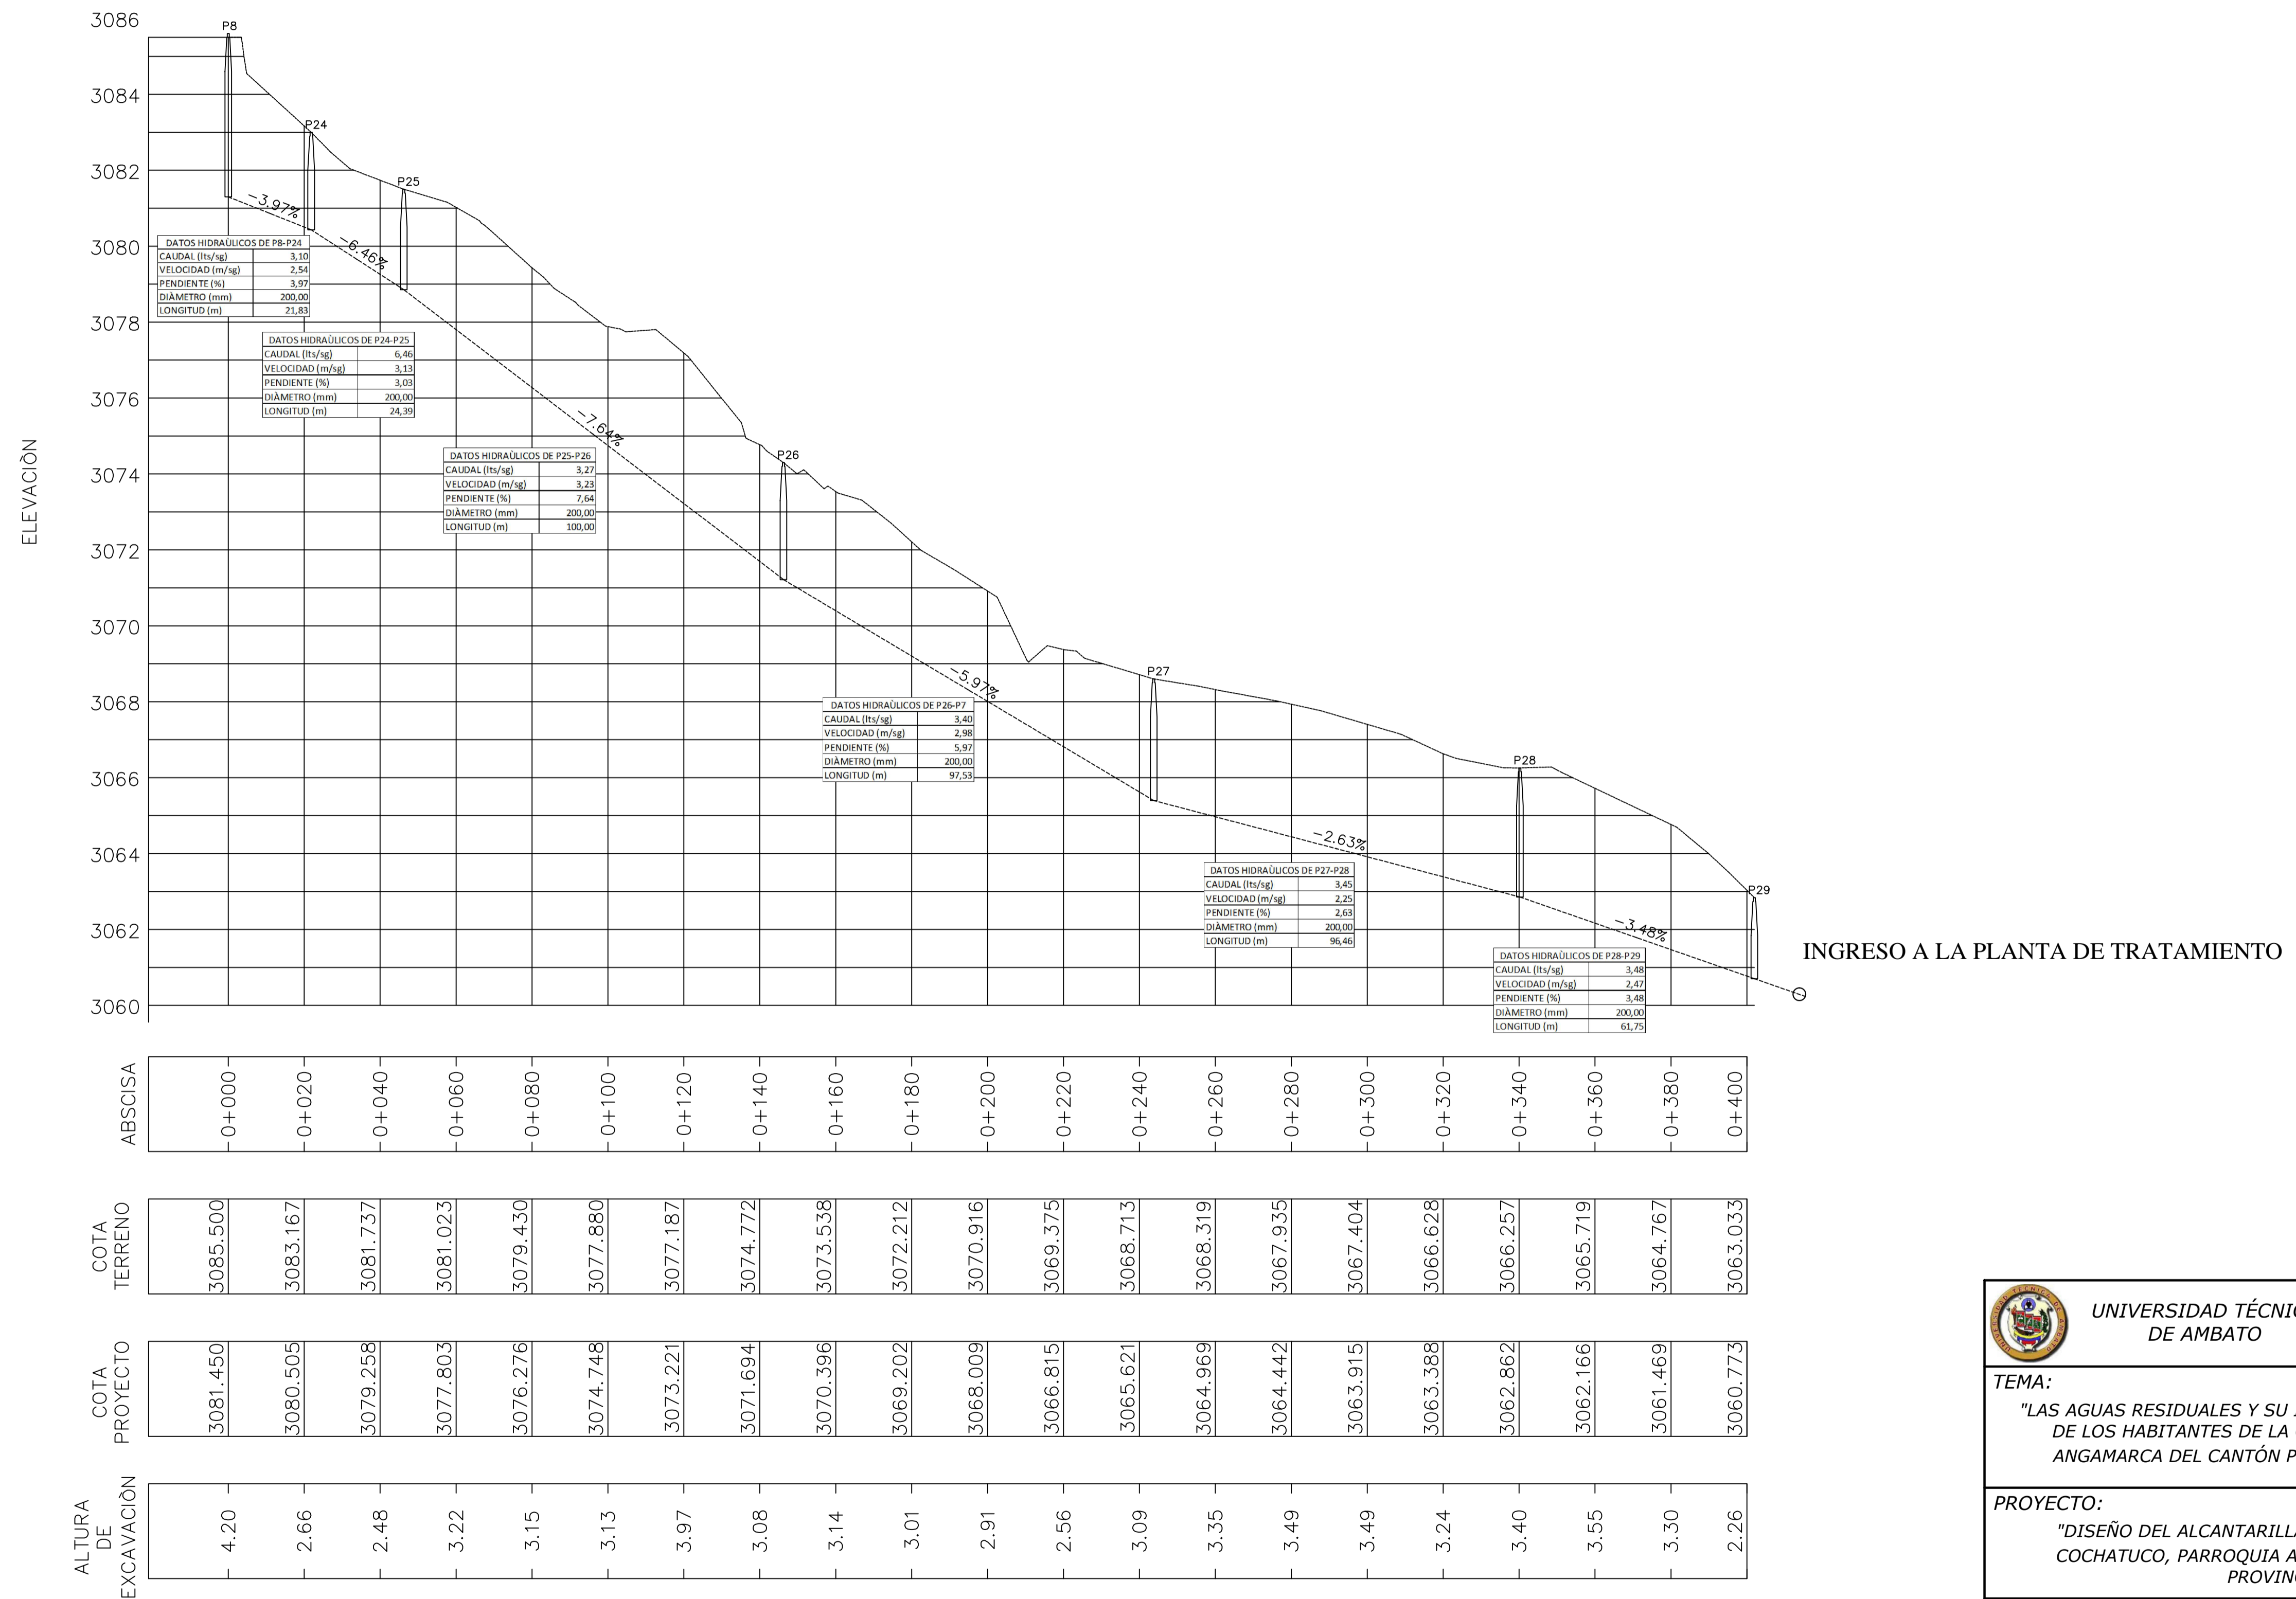 3086
3084
3082
3080
3078
3076
3074
3072
3070
3068
3066
3064
3062
3060
ELEVACIÒN
P8
P24
P25
P26
P27
P28
P29
-3.97%
-6.46%
-7.64%
-5.97%
-2.63%
-3.48%
DATOS HIDRAÙLICOS DE P8-P24
CAUDAL (lts/sg) 3,10
VELOCIDAD (m/sg) 2,54
PENDIENTE (%) 3,97
DIÀMETRO (mm) 200,00
LONGITUD (m) 21,83
DATOS HIDRAÙLICOS DE P24-P25
CAUDAL (lts/sg) 6,46
VELOCIDAD (m/sg) 3,13
PENDIENTE (%) 3,03
DIÀMETRO (mm) 200,00
LONGITUD (m) 24,39
DATOS HIDRAÙLICOS DE P25-P26
CAUDAL (lts/sg) 3,27
VELOCIDAD (m/sg) 3,23
PENDIENTE (%) 7,64
DIÀMETRO (mm) 200,00
LONGITUD (m) 100,00
DATOS HIDRAÙLICOS DE P26-P7
CAUDAL (lts/sg) 3,40
VELOCIDAD (m/sg) 2,98
PENDIENTE (%) 5,97
DIÀMETRO (mm) 200,00
LONGITUD (m) 97,53
DATOS HIDRAÙLICOS DE P27-P28
CAUDAL (lts/sg) 3,45
VELOCIDAD (m/sg) 2,25
PENDIENTE (%) 2,63
DIÀMETRO (mm) 200,00
LONGITUD (m) 96,46
DATOS HIDRAÙLICOS DE P28-P29
CAUDAL (lts/sg) 3,48
VELOCIDAD (m/sg) 2,47
PENDIENTE (%) 3,48
DIÀMETRO (mm) 200,00
LONGITUD (m) 61,75
INGRESO A LA PLANTA DE TRATAMIENTO
ABSCISA
0+000 0+020 0+040 0+060 0+080 0+100 0+120 0+140 0+160 0+180 0+200 0+220 0+240 0+260 0+280 0+300 0+320 0+340 0+360 0+380 0+400
COTA
TERRENO
3085.500 3083.167 3081.737 3081.023 3079.430 3077.880 3077.187 3074.772 3073.538 3072.212 3070.916 3069.375 3068.713 3068.319 3067.935 3067.404 3066.628 3066.257 3065.719 3064.767 3063.033
COTA
PROYECTO
3081.450 3080.505 3079.258 3077.803 3076.276 3074.748 3073.221 3071.694 3070.396 3069.202 3068.009 3066.815 3065.621 3064.969 3064.442 3063.915 3063.388 3062.862 3062.166 3061.469 3060.773
ALTURA
DE
EXCAVACIÒN
4.20 2.66 2.48 3.22 3.15 3.13 3.97 3.08 3.14 3.01 2.91 2.56 3.09 3.35 3.49 3.49 3.24 3.40 3.55 3.30 2.26
UNIVERSIDAD TÉCNI
DE AMBATO
TEMA:
"LAS AGUAS RESIDUALES Y SU
DE LOS HABITANTES DE LA
ANGAMARCA DEL CANTÓN P
PROYECTO:
"DISEÑO DEL ALCANTARILL
COCHATUCO, PARROQUIA A
PROVIN